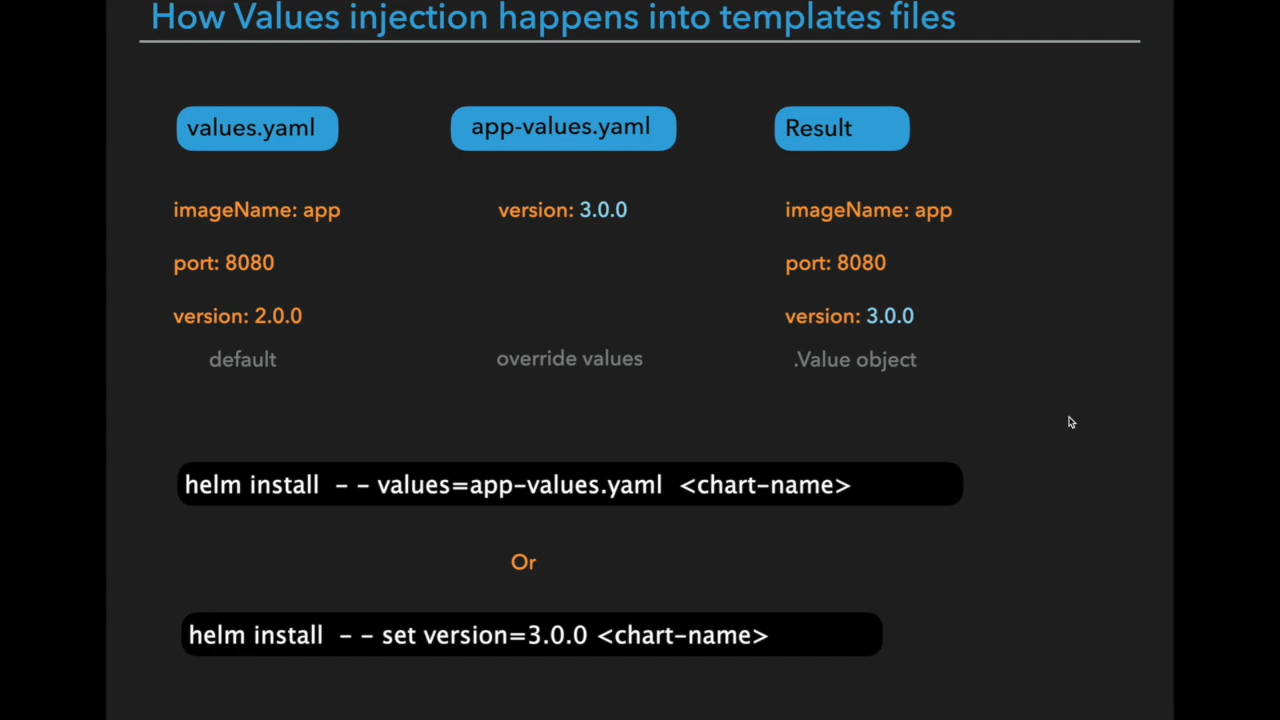 How Values injection happens into templates files
values.yaml
app-values.yaml
Result
imageName: app
version: 3.0.0
imageName: app
port: 8080
port: 8080
version: 2.0.0
version: 3.0.0
default
override values
.Value object
helm install - - values=app-values.yaml <chart-name>
Or
helm install - - set version=3.0.0 <chart-name>